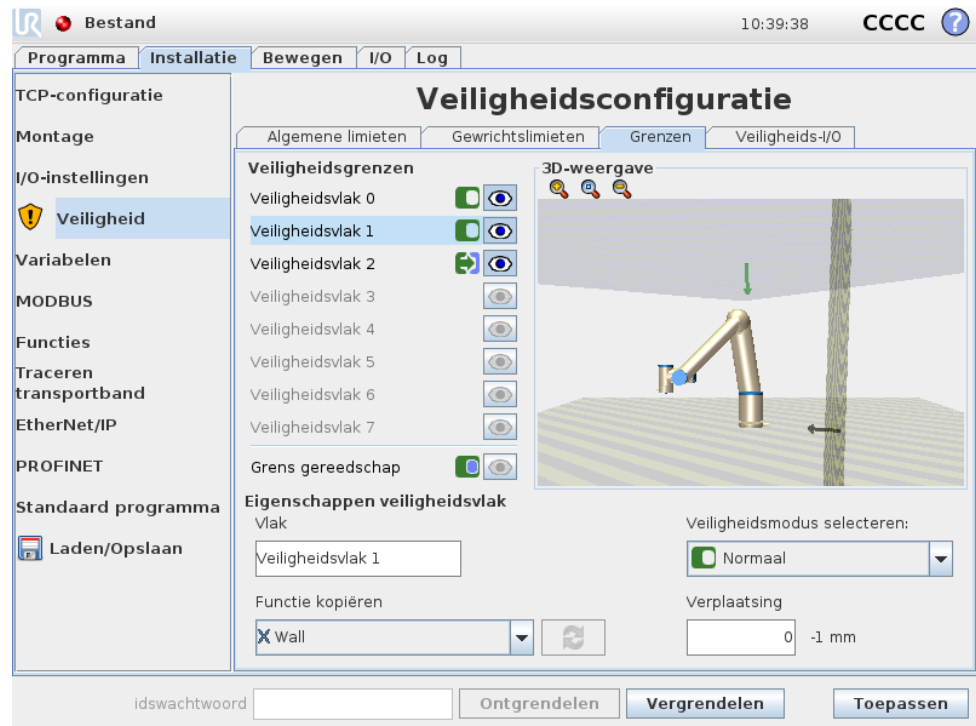 UR Bestand 10:39:38 CCCC ?
Programma Installatie Bewegen I/O Log
TCP-configuratie
Montage
I/O-instellingen
Veiligheid
Variabelen
MODBUS
Functies
Traceren
transportband
EtherNet/IP
PROFINET
Standaard programma
Laden/Opslaan
Veiligheidsconfiguratie
Algemene limieten Gewrichtslimieten Grenzen Veiligheids-I/O
Veiligheidsgrenzen
Veiligheidsvlak 0
Veiligheidsvlak 1
Veiligheidsvlak 2
Veiligheidsvlak 3
Veiligheidsvlak 4
Veiligheidsvlak 5
Veiligheidsvlak 6
Veiligheidsvlak 7
Grens gereedschap
3D-weergave
Eigenschappen veiligheidsvlak
Vlak
Veiligheidsvlak 1
Veiligheidsmodus selecteren:
Normaal
Functie kopiëren
Wall
Verplaatsing
0 -1 mm
idswachtwoord Ontgrendelen Vergrendelen Toepassen